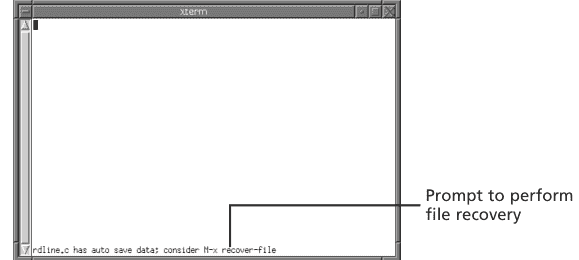 xterm
rdline.c has auto save data; consider M-x recover-file
Prompt to perform
file recovery